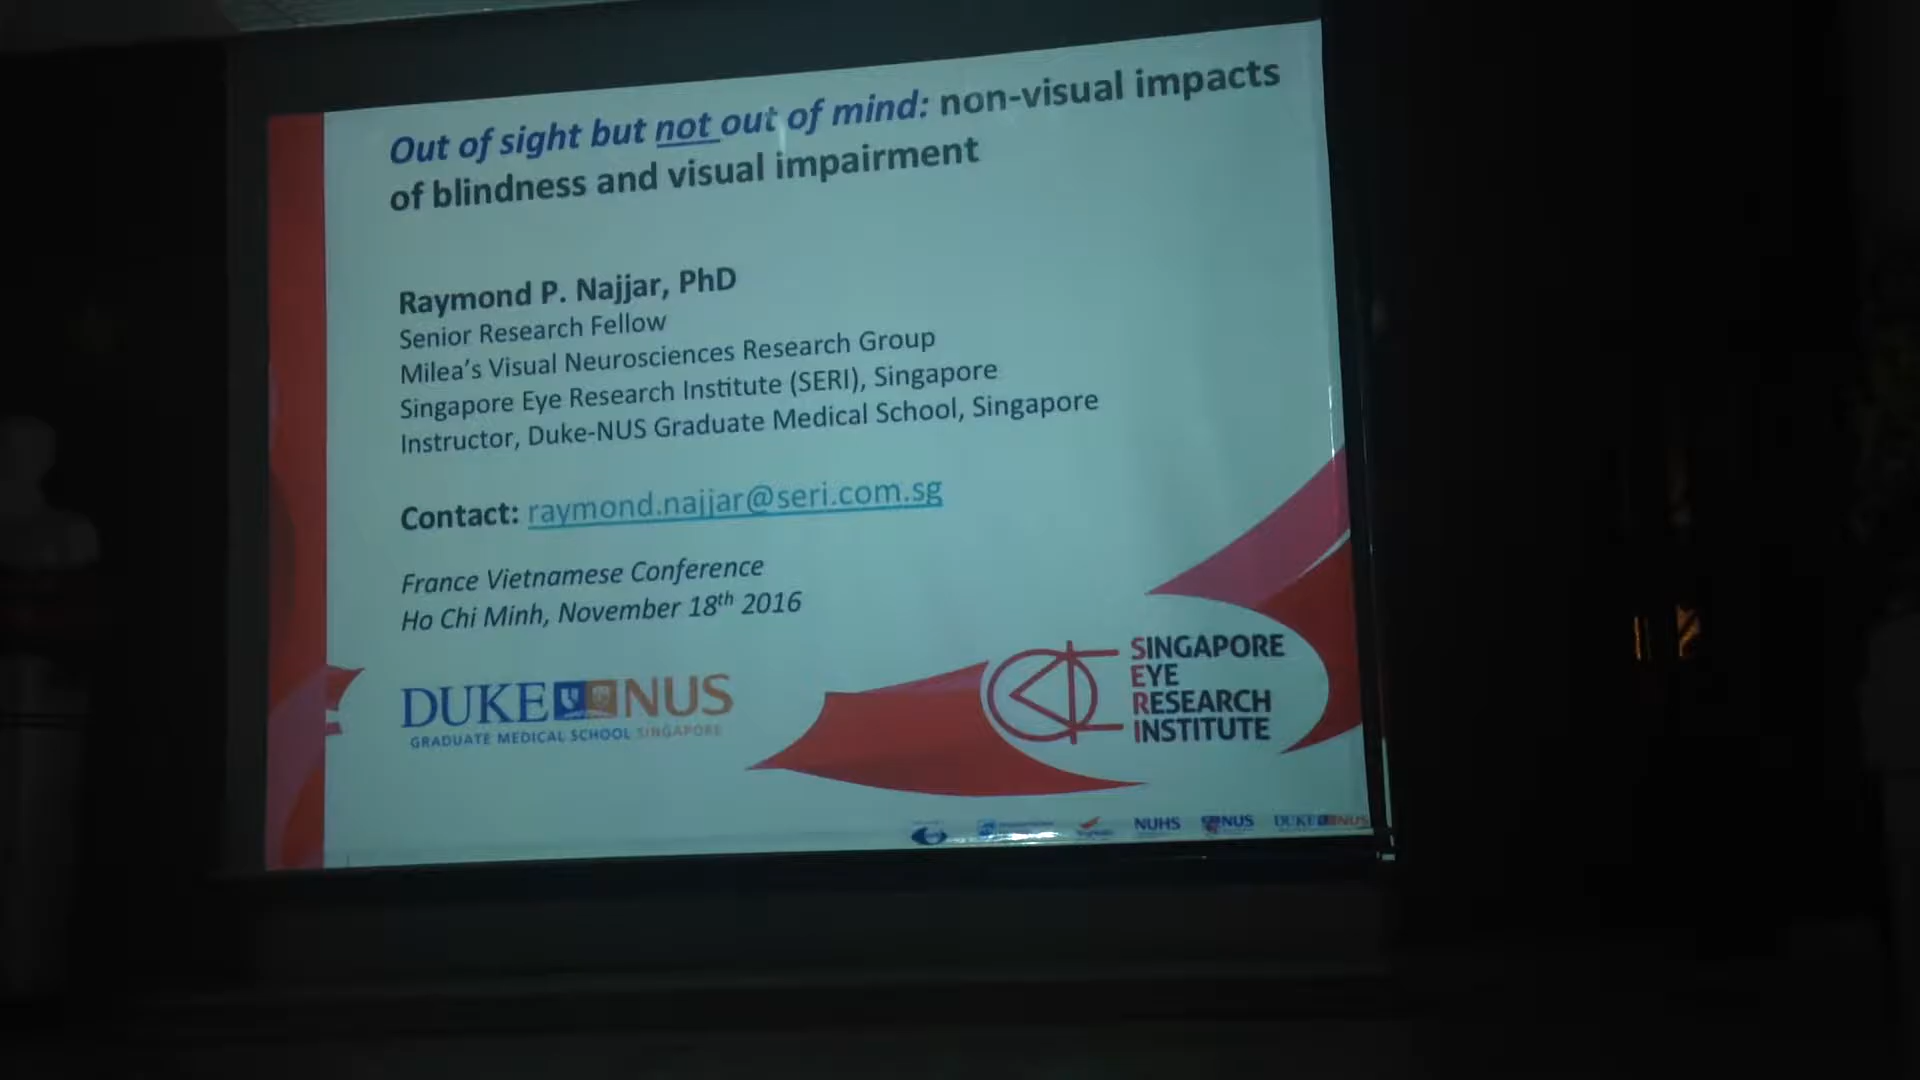 Out of sight but not out of mind: non-visual impacts
of blindness and visual impairment
Raymond P. Najjar, PhD
Senior Research Fellow
Milea's Visual Neurosciences Research Group
Singapore Eye Research Institute (SERI), Singapore
Instructor, Duke-NUS Graduate Medical School, Singapore
Contact: raymond.najjar@seri.com.sg
France Vietnamese Conference
Ho Chi Minh, November 18th 2016
DUKE NUS
GRADUATE MEDICAL SCHOOL SINGAPORE
SINGAPORE
EYE
RESEARCH
INSTITUTE
NUHS NUS DUKE NUS